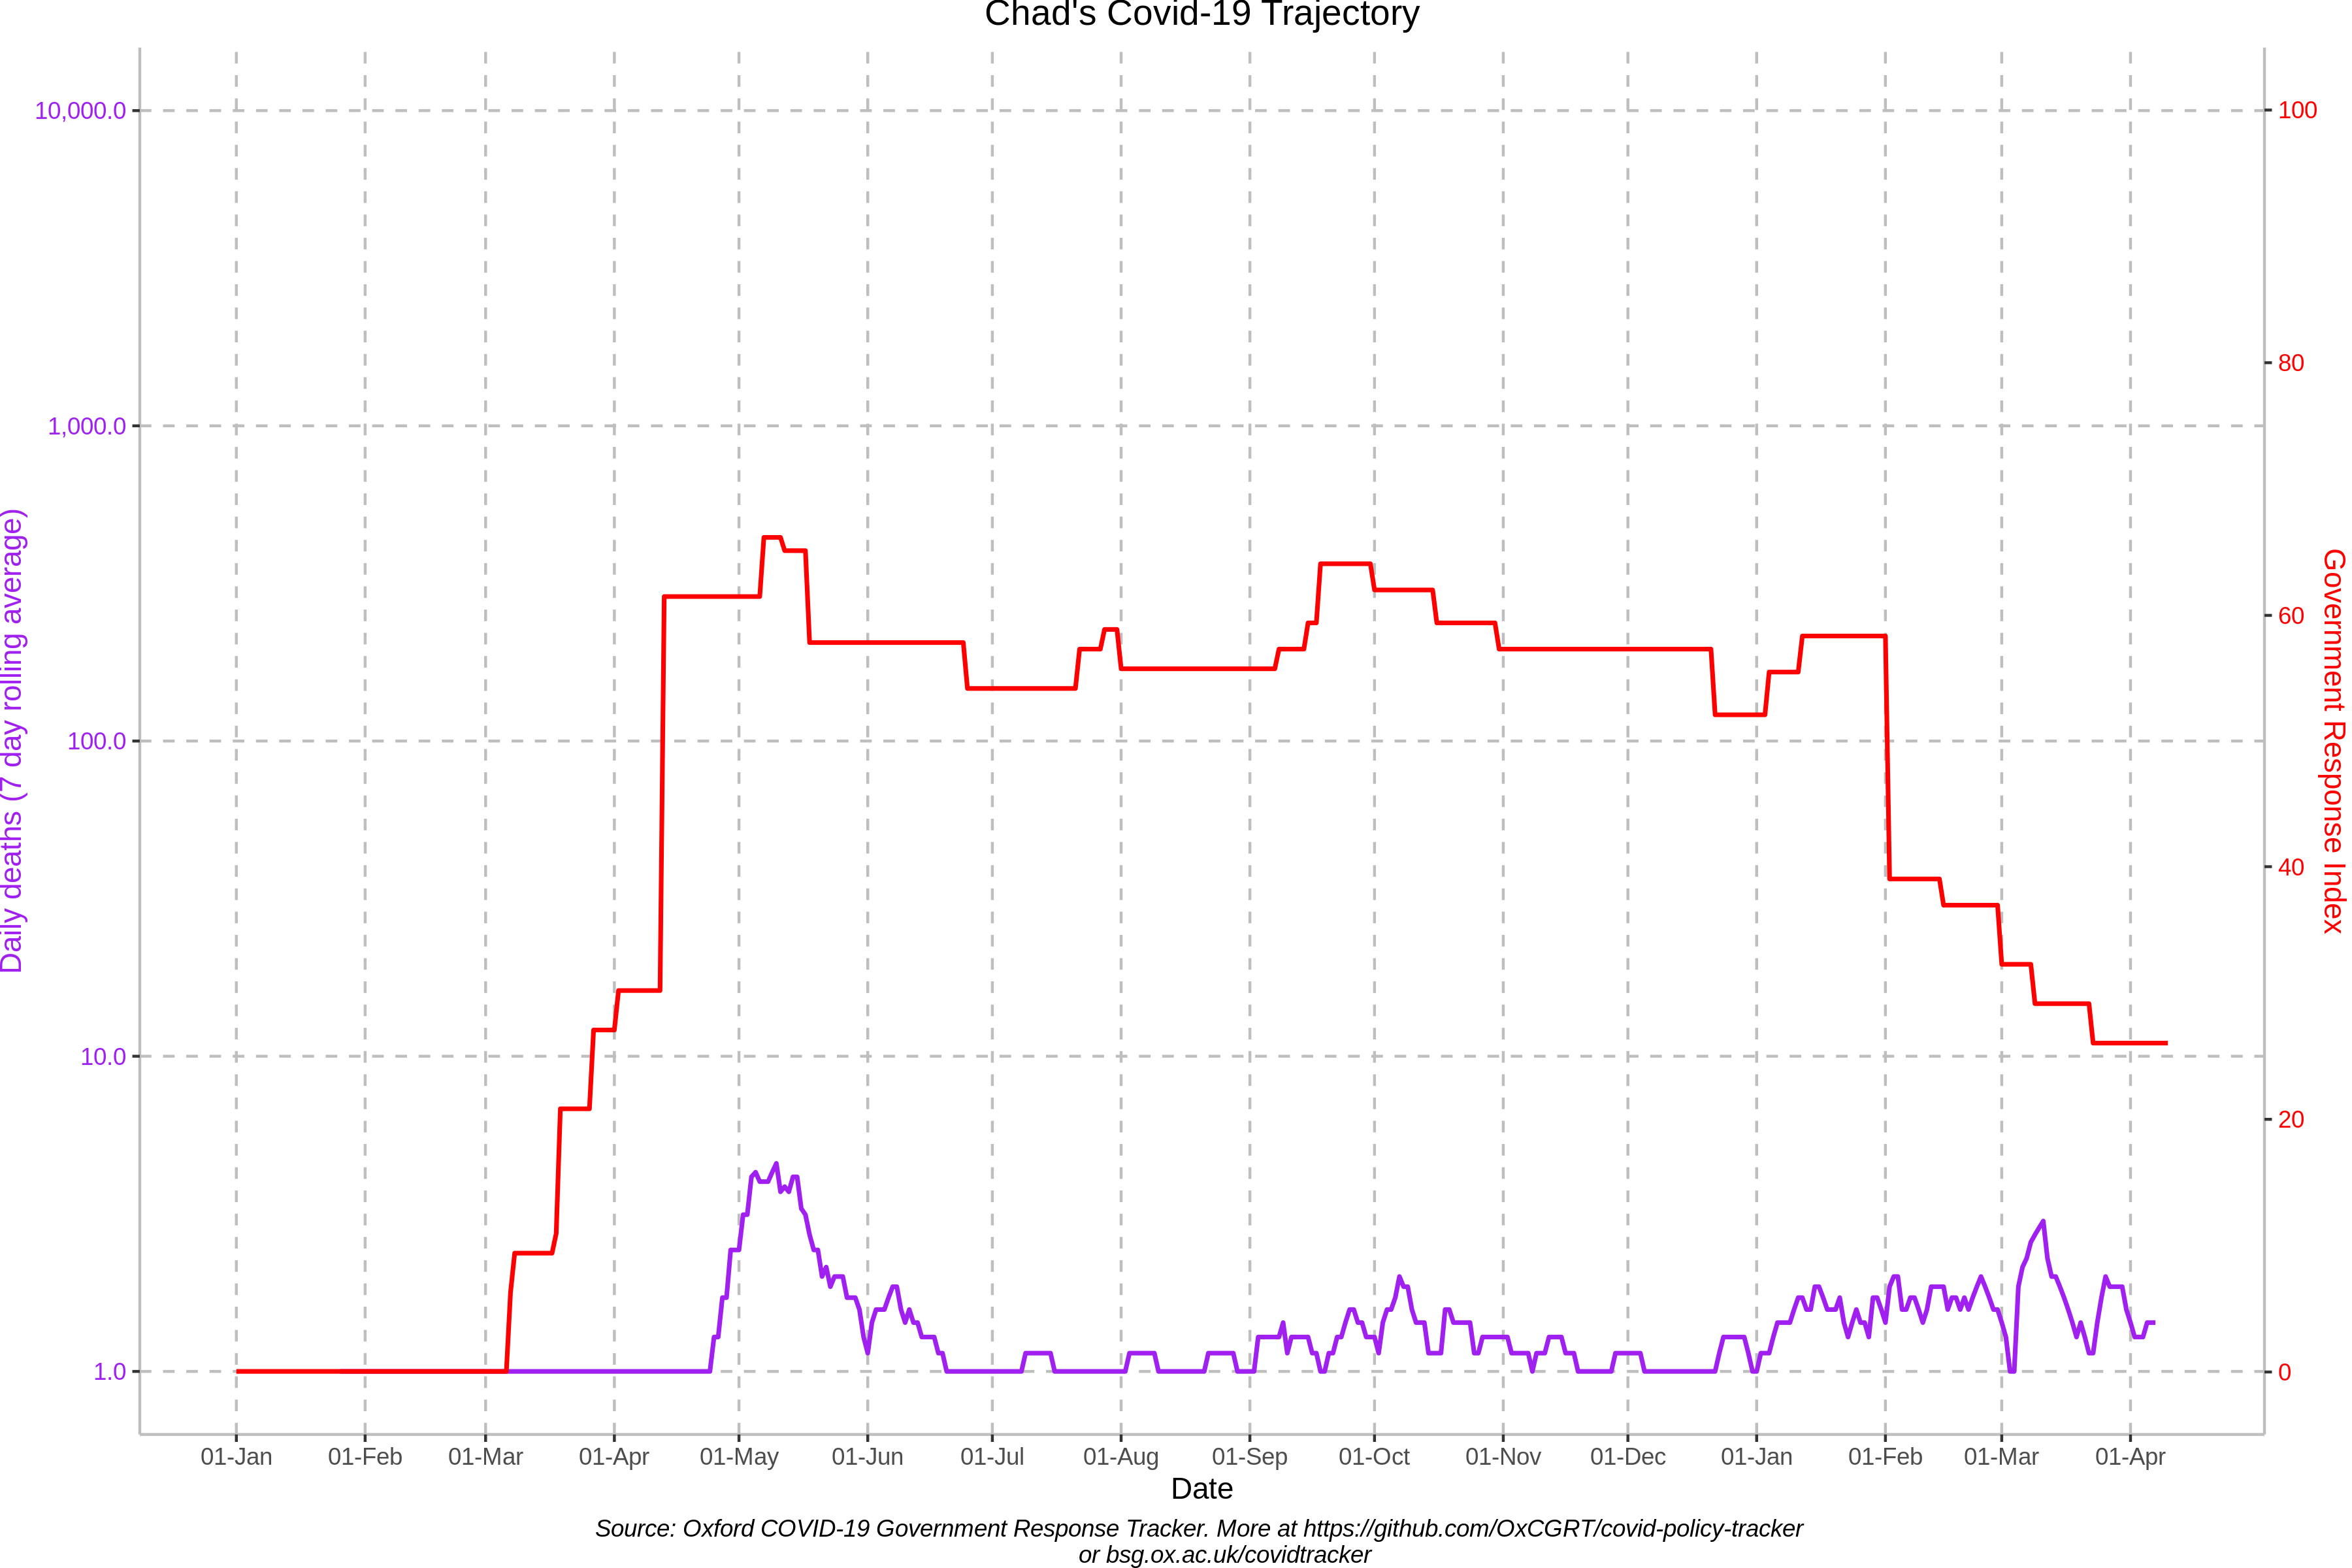 Chad's Covid-19 Trajectory
10,000.0
1,000.0
100.0
10.0
1.0
Daily deaths (7 day rolling average)
100
80
60
40
20
0
Government Response Index
01-Jan 01-Feb 01-Mar 01-Apr 01-May 01-Jun 01-Jul 01-Aug 01-Sep 01-Oct 01-Nov 01-Dec 01-Jan 01-Feb 01-Mar 01-Apr
Date
Source: Oxford COVID-19 Government Response Tracker. More at https://github.com/OxCGRT/covid-policy-tracker
or bsg.ox.ac.uk/covidtracker